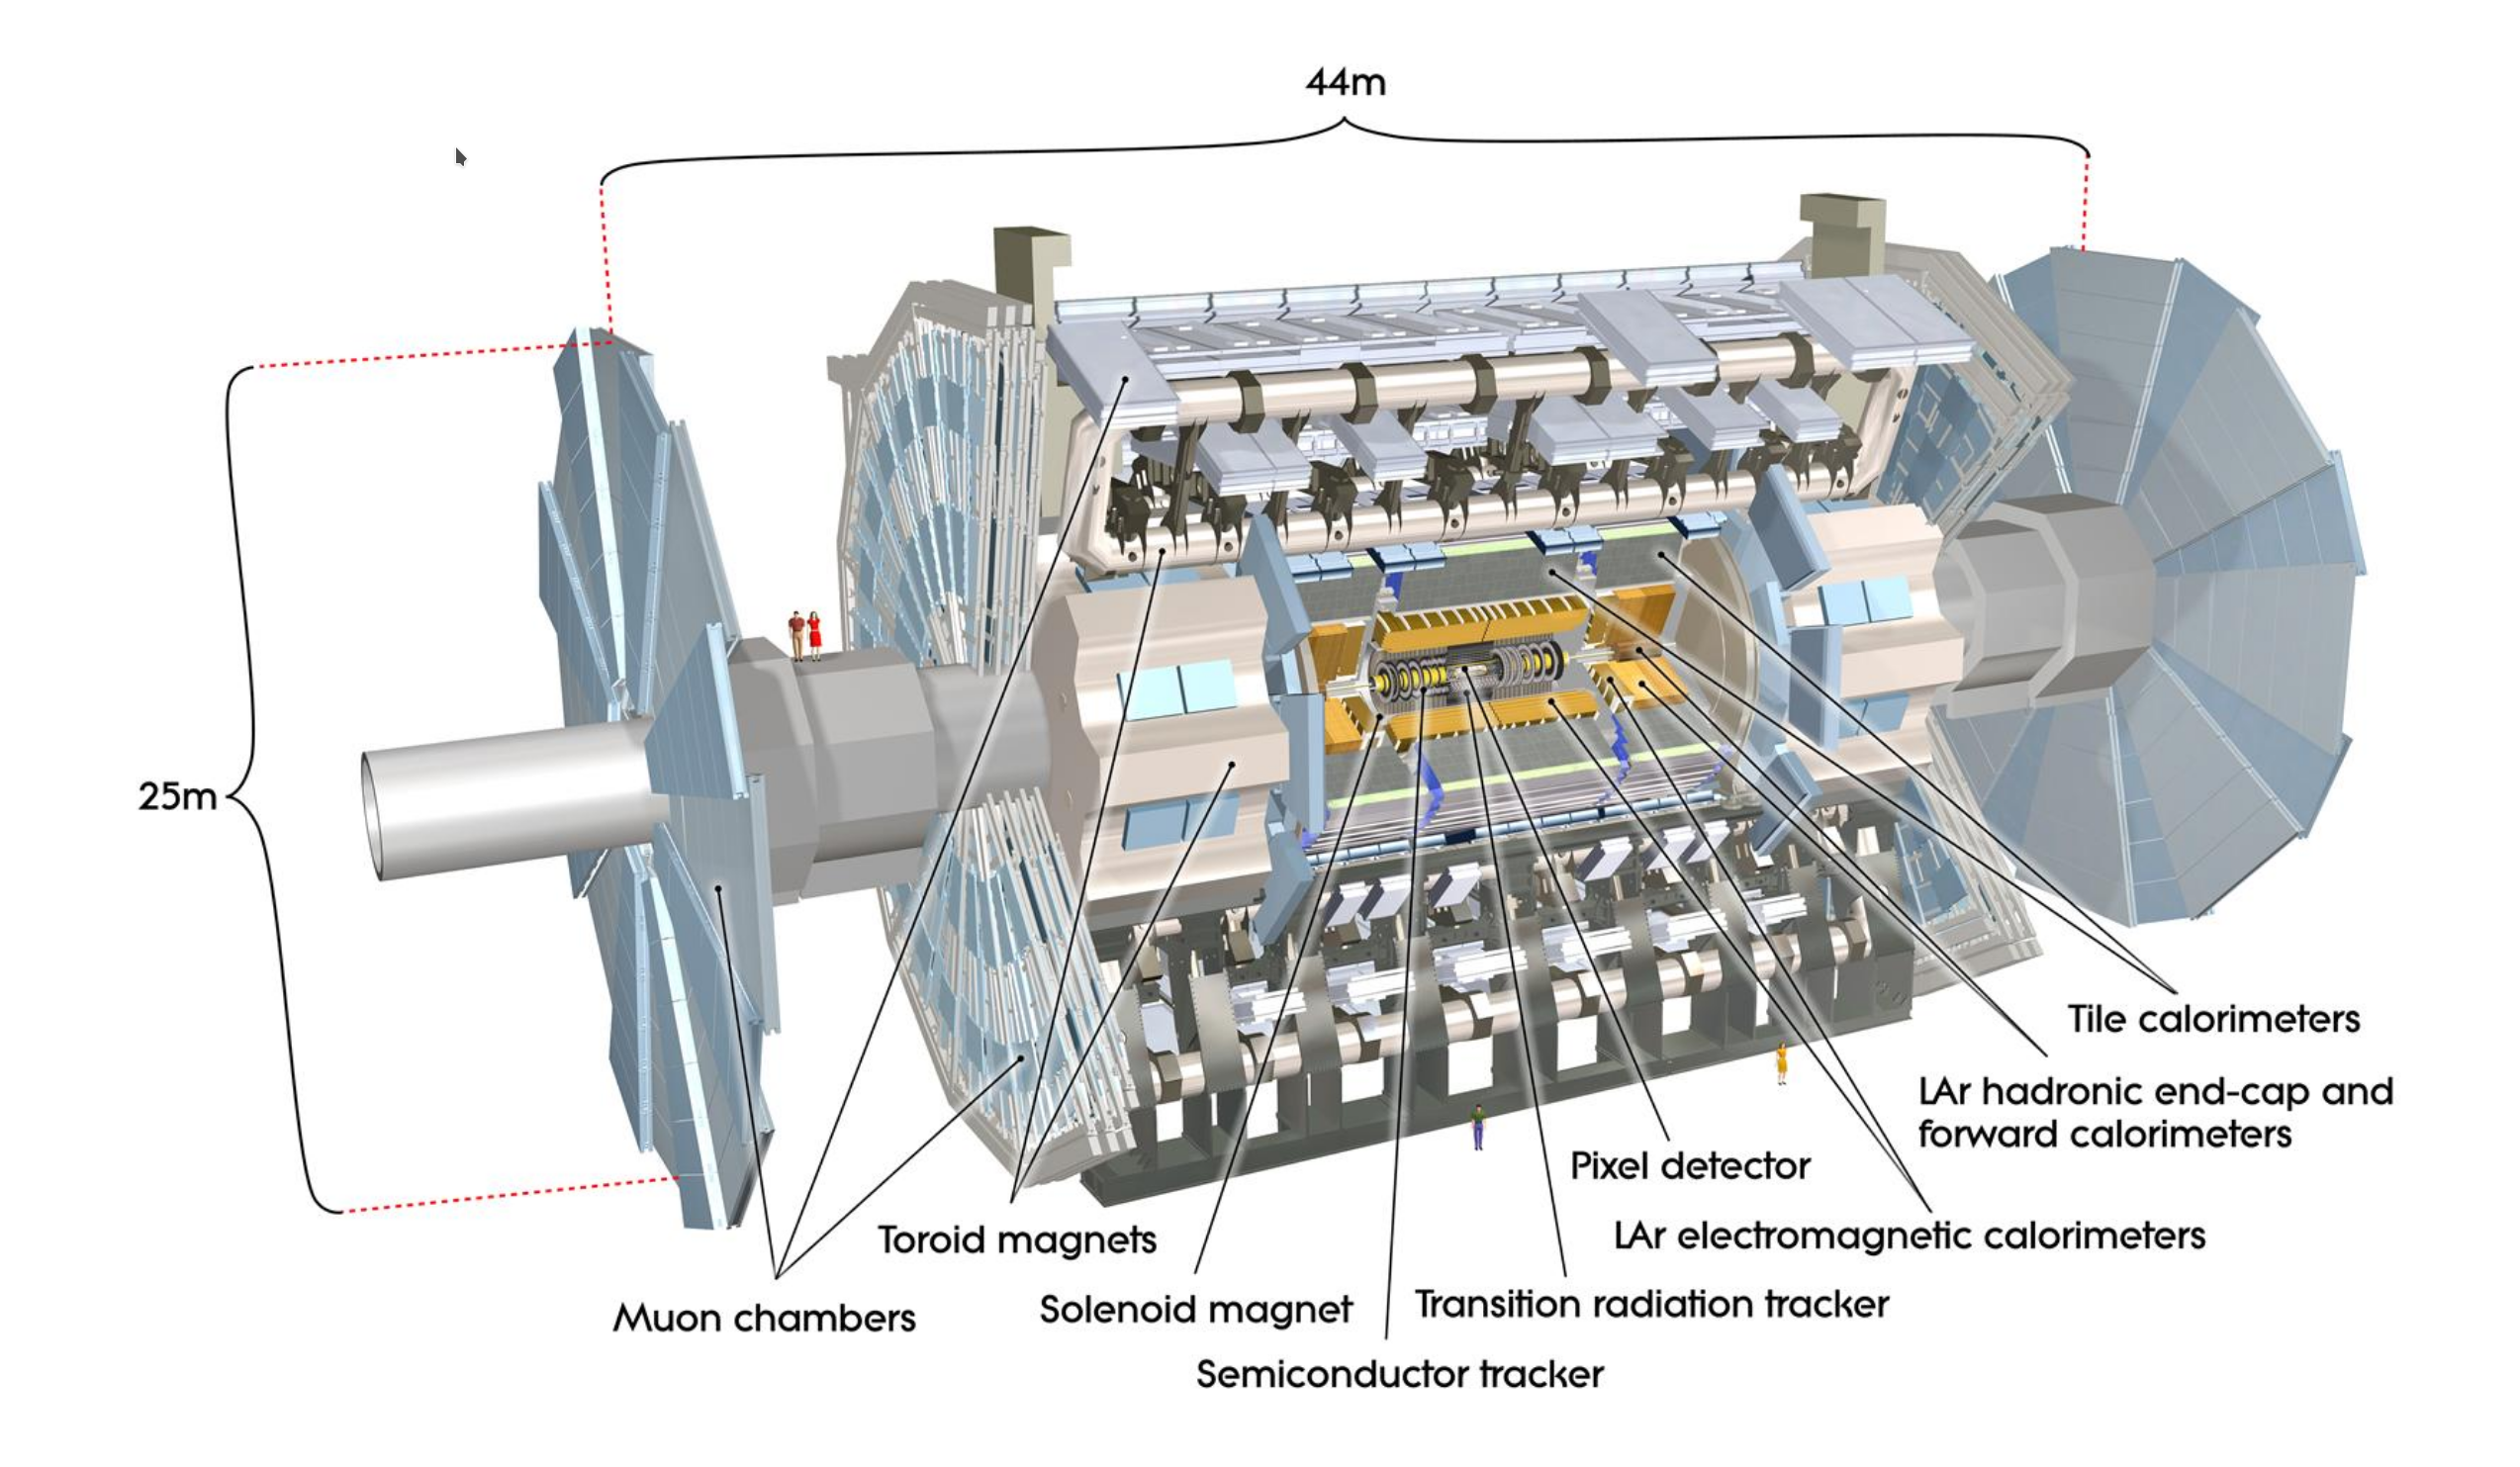 44m
25m
Tile calorimeters
LAr hadronic end-cap and
forward calorimeters
Pixel detector
LAr electromagnetic calorimeters
Toroid magnets
Solenoid magnet
Transition radiation tracker
Muon chambers
Semiconductor tracker